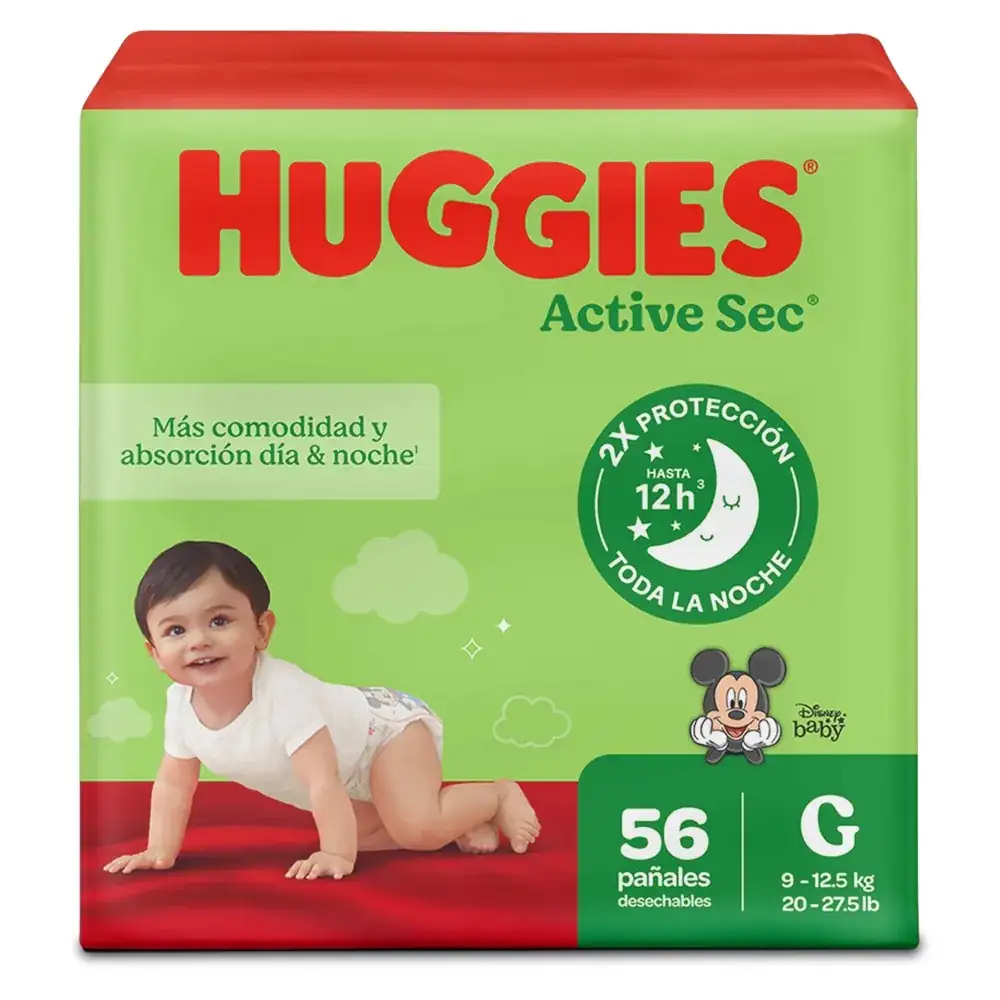 HUGGIES®
Active Sec®
Más comodidad y
absorción día & noche¹
2X PROTECCIÓN
HASTA
12h³
TODA LA NOCHE
Disney
baby
56
pañales
desechables
G
9 - 12.5 kg
20 - 27.5 lb